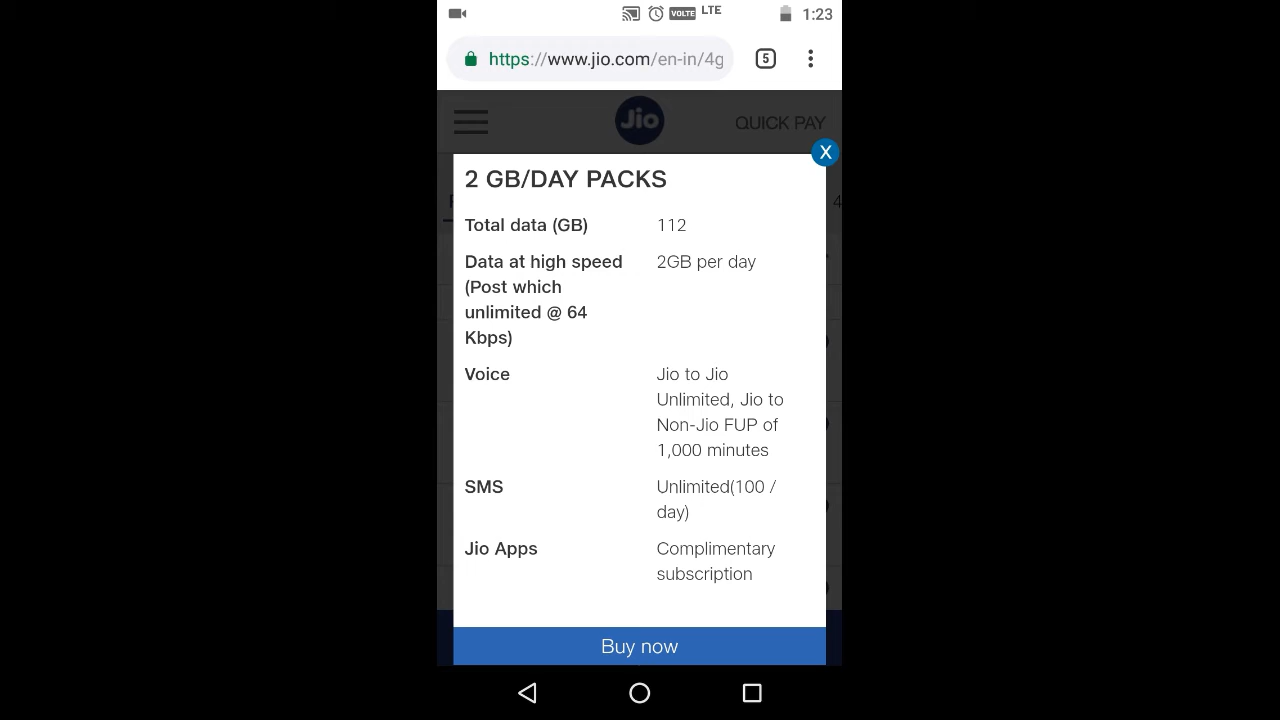 VOLTE LTE 1:23
https://www.jio.com/en-in/4g
5
Jio
QUICK PAY
X
2 GB/DAY PACKS
4
Total data (GB) 112
Data at high speed 2GB per day
(Post which
unlimited @ 64
Kbps)
Voice Jio to Jio
Unlimited, Jio to
Non-Jio FUP of
1,000 minutes
SMS Unlimited(100 /
day)
Jio Apps Complimentary
subscription
Buy now